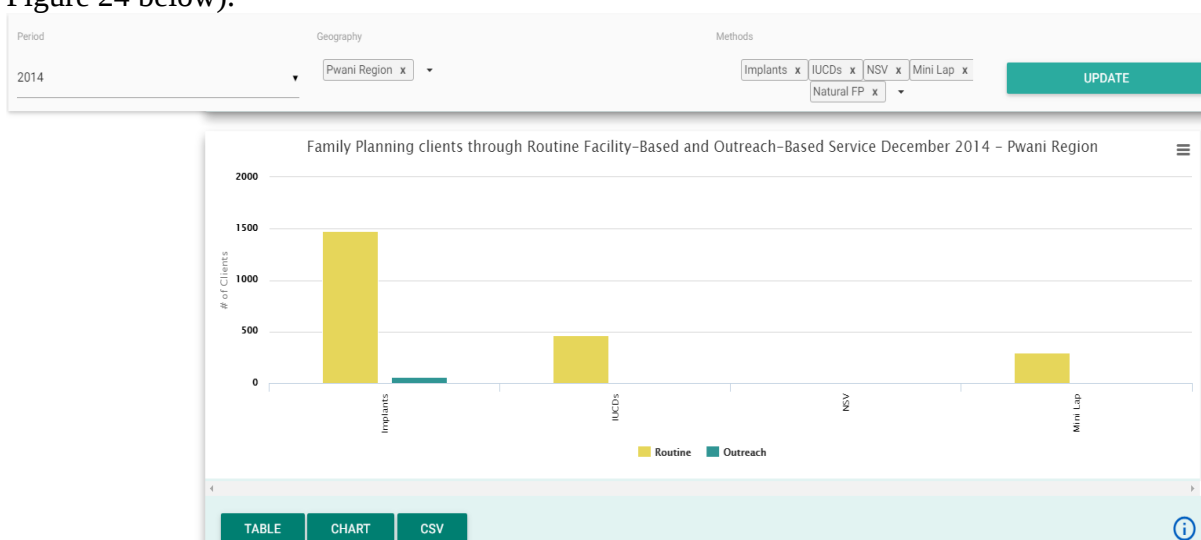 Figure 24 below).
Period Geography Methods
2014 ▼ Pwani Region x Implants x IUCDs x NSV x Mini Lap x
Natural FP x
UPDATE
Family Planning clients through Routine Facility-Based and Outreach-Based Service December 2014 - Pwani Region
2000
1500
1000
500
0
# of Clients
Implants IUCDs NSV Mini Lap
Routine Outreach
TABLE CHART CSV